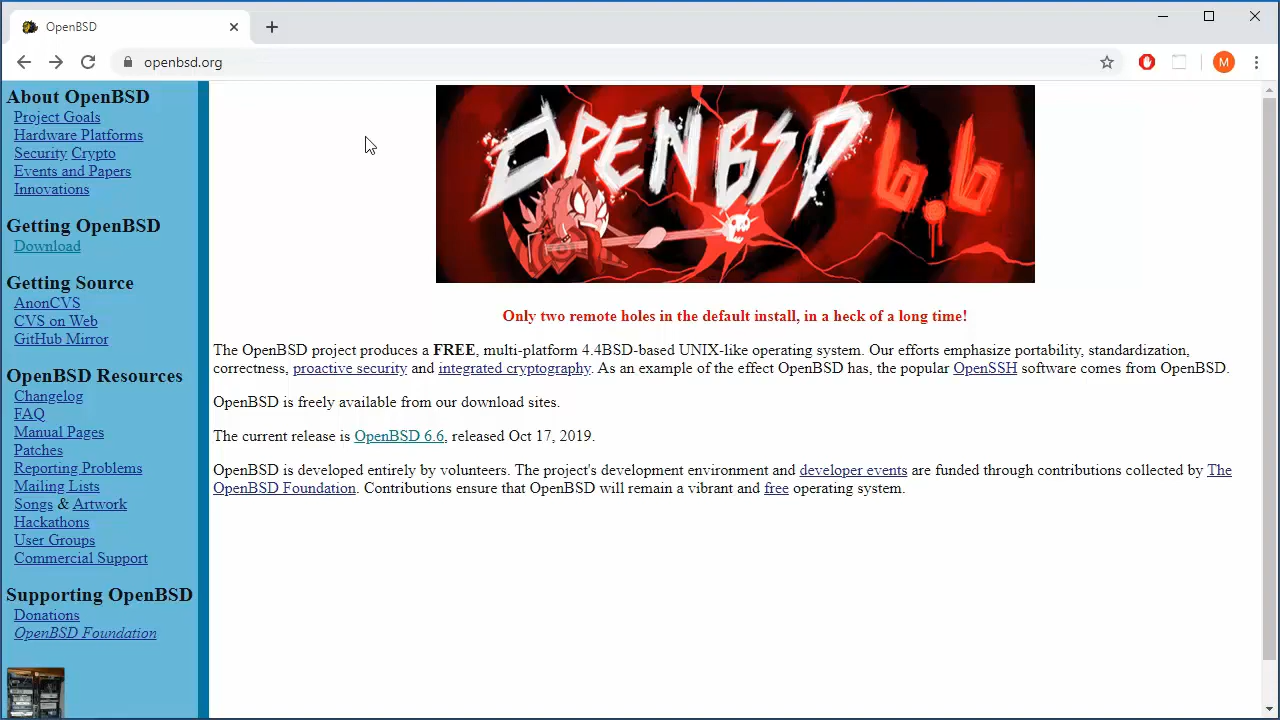 OpenBSD
openbsd.org
M
About OpenBSD
Project Goals
Hardware Platforms
Security Crypto
Events and Papers
Innovations
Getting OpenBSD
Download
Getting Source
AnonCVS
CVS on Web
GitHub Mirror
OpenBSD Resources
Changelog
FAQ
Manual Pages
Patches
Reporting Problems
Mailing Lists
Songs & Artwork
Hackathons
User Groups
Commercial Support
Supporting OpenBSD
Donations
OpenBSD Foundation
OPENBSD 6.6
Only two remote holes in the default install, in a heck of a long time!
The OpenBSD project produces a FREE, multi-platform 4.4BSD-based UNIX-like operating system. Our efforts emphasize portability, standardization,
correctness, proactive security and integrated cryptography. As an example of the effect OpenBSD has, the popular OpenSSH software comes from OpenBSD.
OpenBSD is freely available from our download sites.
The current release is OpenBSD 6.6, released Oct 17, 2019.
OpenBSD is developed entirely by volunteers. The project's development environment and developer events are funded through contributions collected by The
OpenBSD Foundation. Contributions ensure that OpenBSD will remain a vibrant and free operating system.